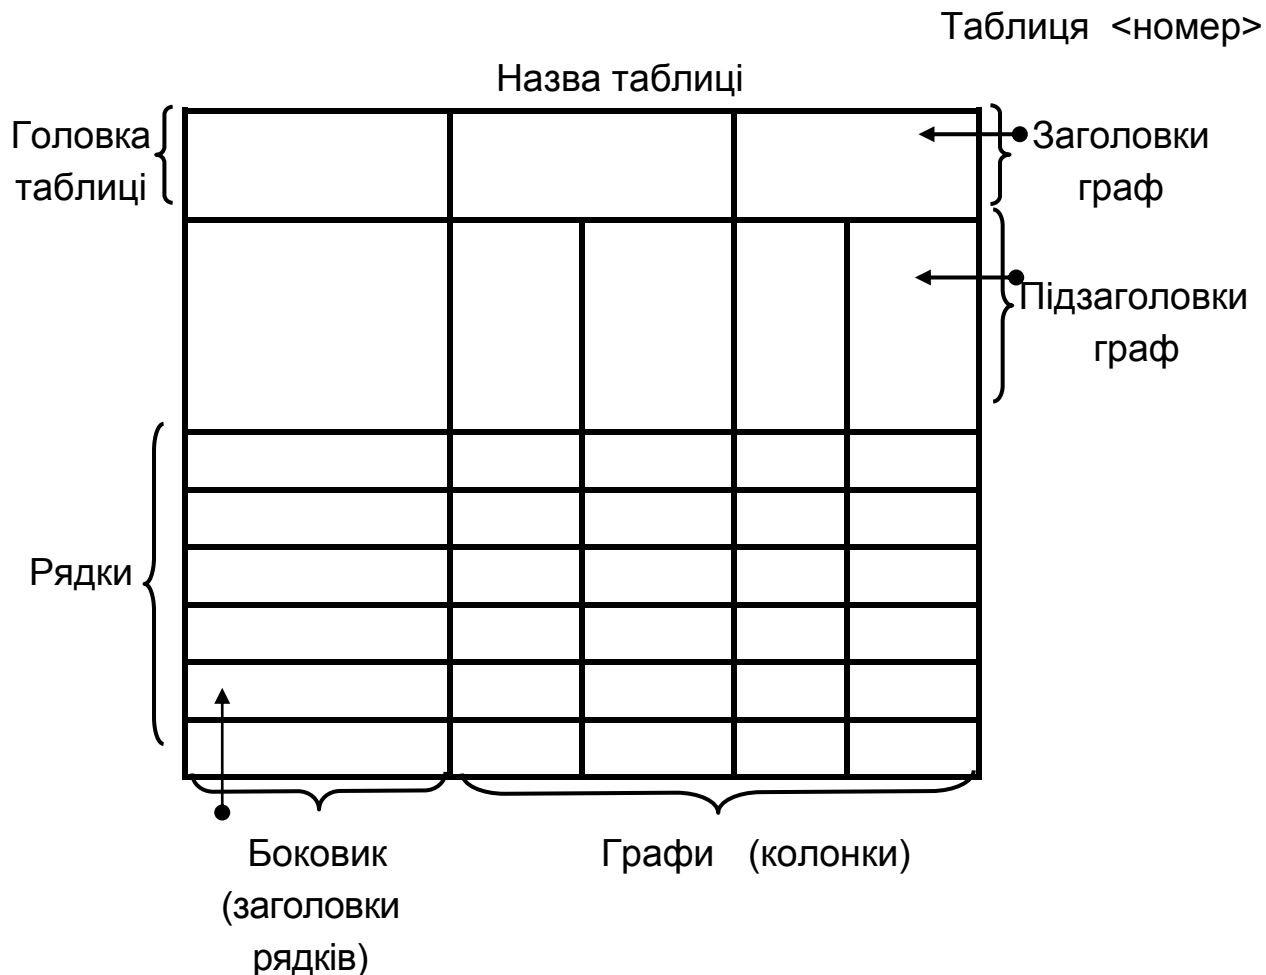 Таблиця <номер>
Назва таблиці
Головка
таблиці
Заголовки
граф
Підзаголовки
граф
Рядки
Боковик
(заголовки
рядків)
Графи (колонки)